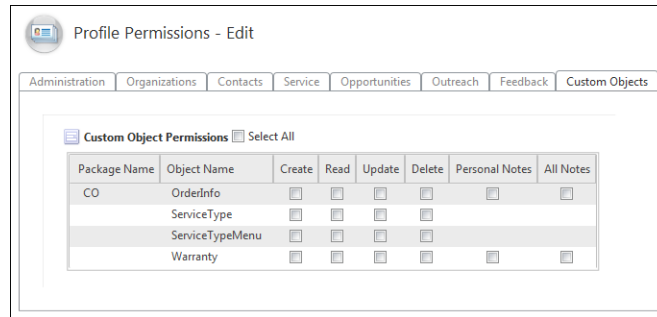 Profile Permissions - Edit
Administration Organizations Contacts Service Opportunities Outreach Feedback Custom Objects
Custom Object Permissions Select All
Package Name Object Name Create Read Update Delete Personal Notes All Notes
CO OrderInfo
ServiceType
ServiceTypeMenu
Warranty